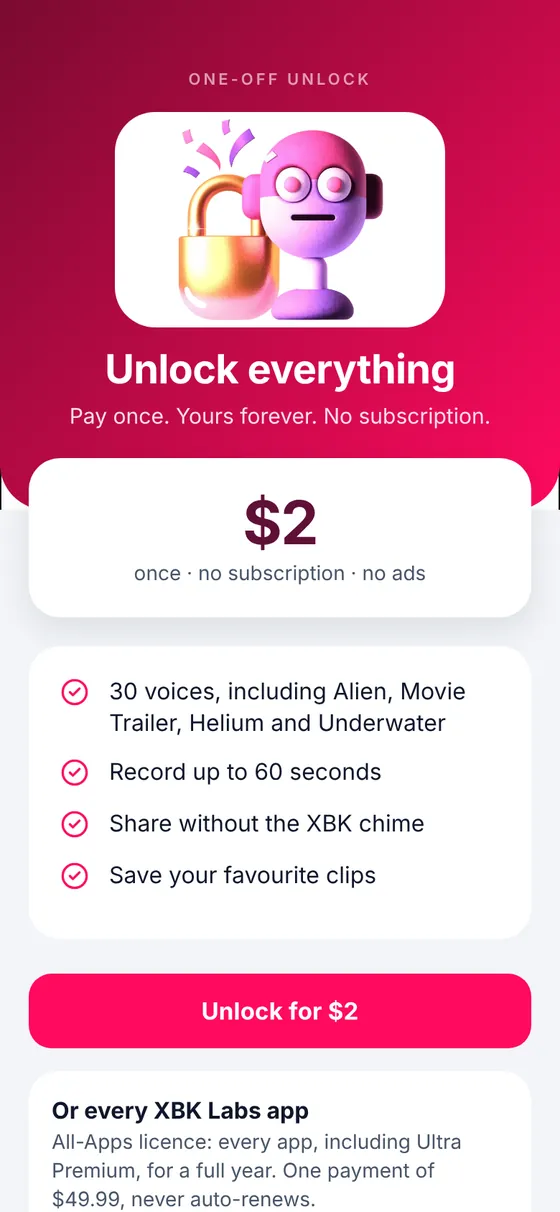 ONE-OFF UNLOCK
Unlock everything
Pay once. Yours forever. No subscription.
$2
once · no subscription · no ads
30 voices, including Alien, Movie
Trailer, Helium and Underwater
Record up to 60 seconds
Share without the XBK chime
Save your favourite clips
Unlock for $2
Or every XBK Labs app
All-Apps licence: every app, including Ultra
Premium, for a full year. One payment of
$49.99, never auto-renews.